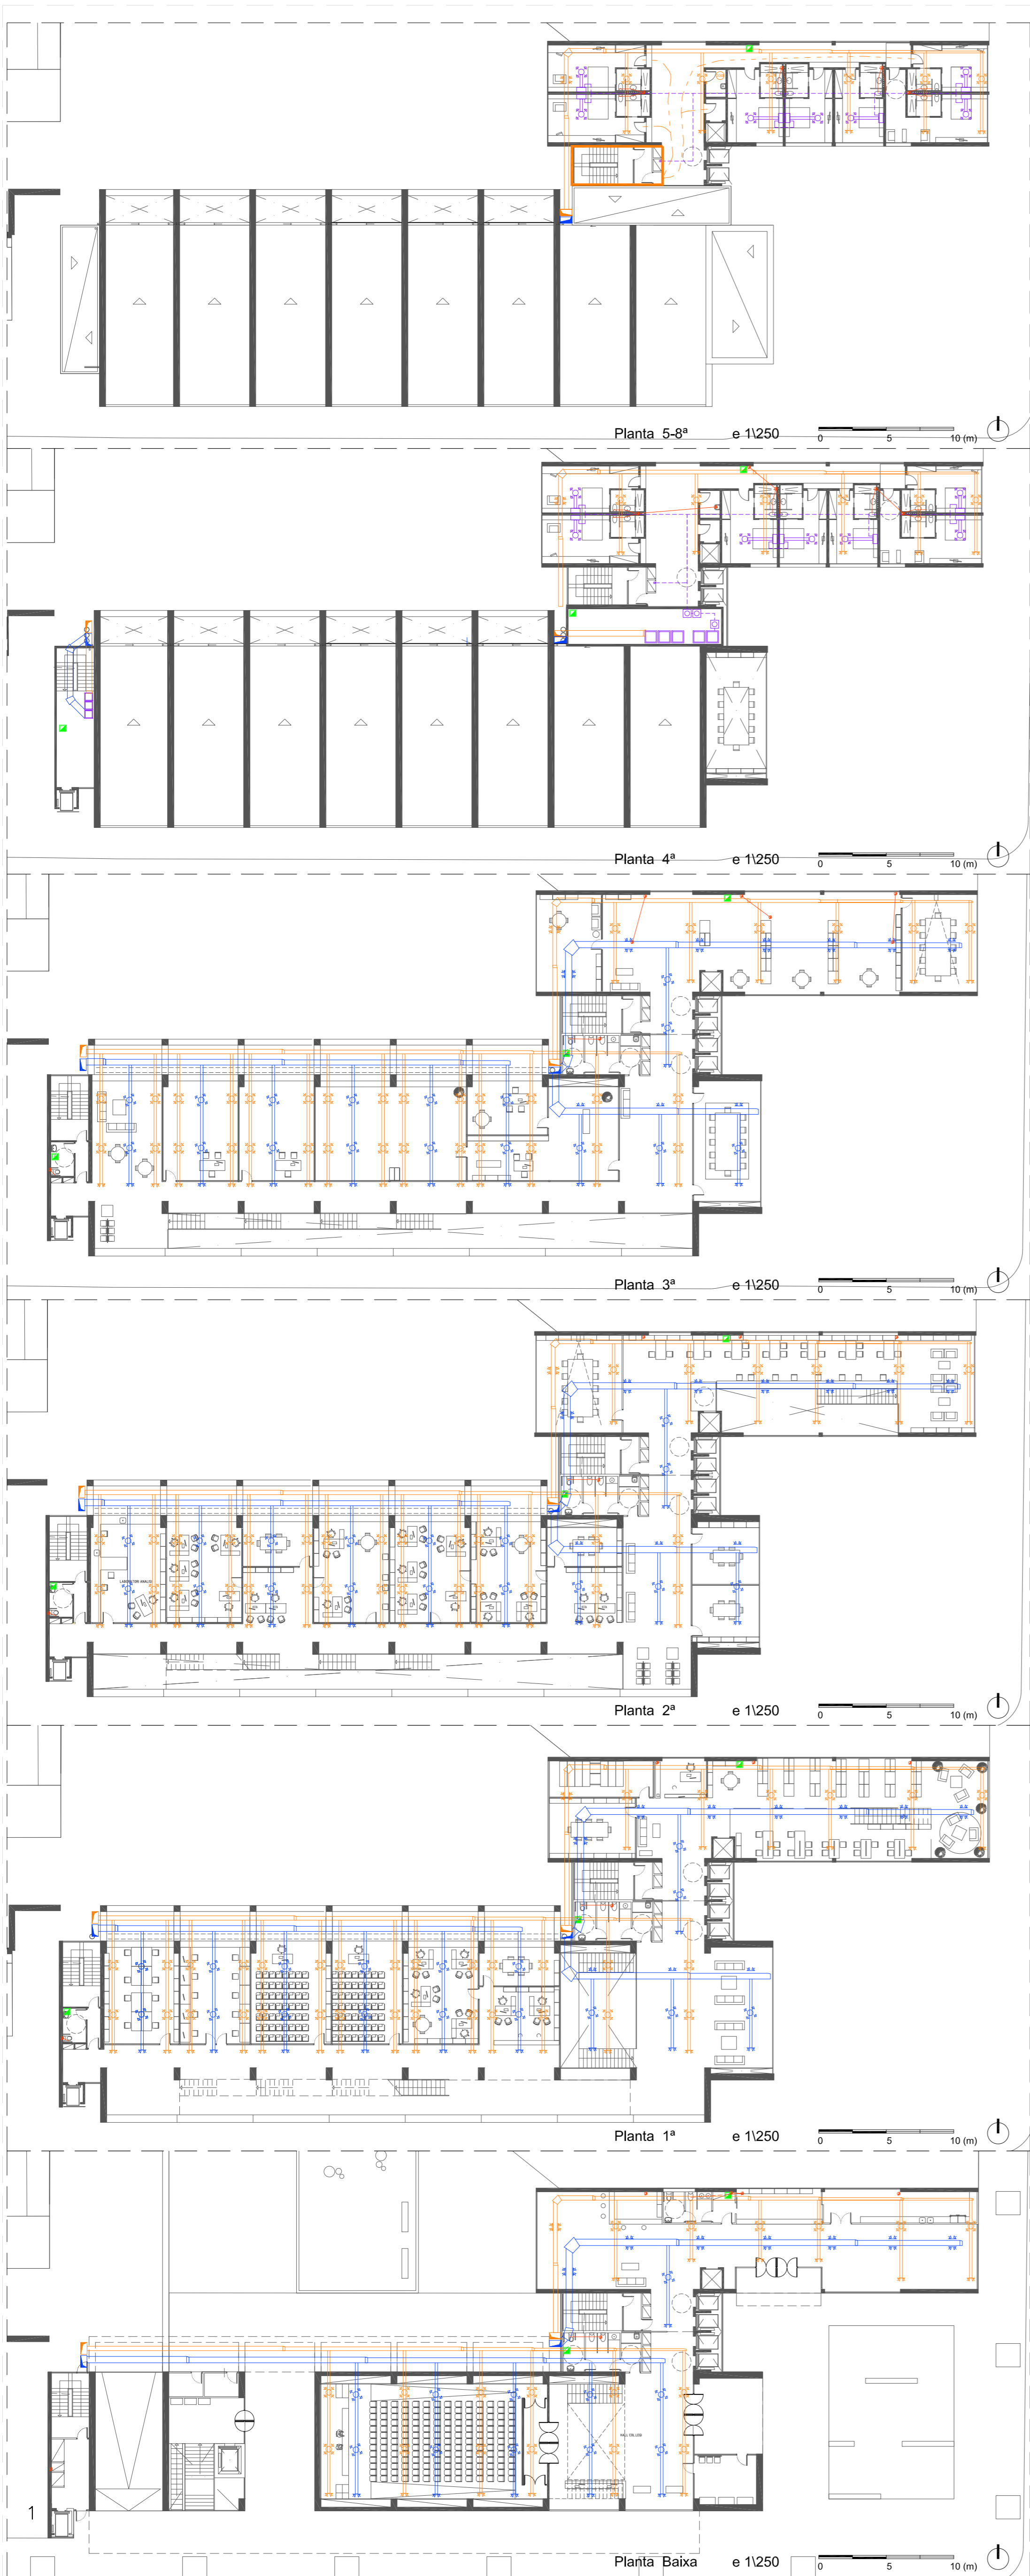 Planta 5-8ª e 1\250 0 5 10 (m)
Planta 4ª e 1\250 0 5 10 (m)
Planta 3ª e 1\250 0 5 10 (m)
LABORATORI ANALISI
Planta 2ª e 1\250 0 5 10 (m)
Planta 1ª e 1\250 0 5 10 (m)
1
Planta Baixa e 1\250 0 5 10 (m)